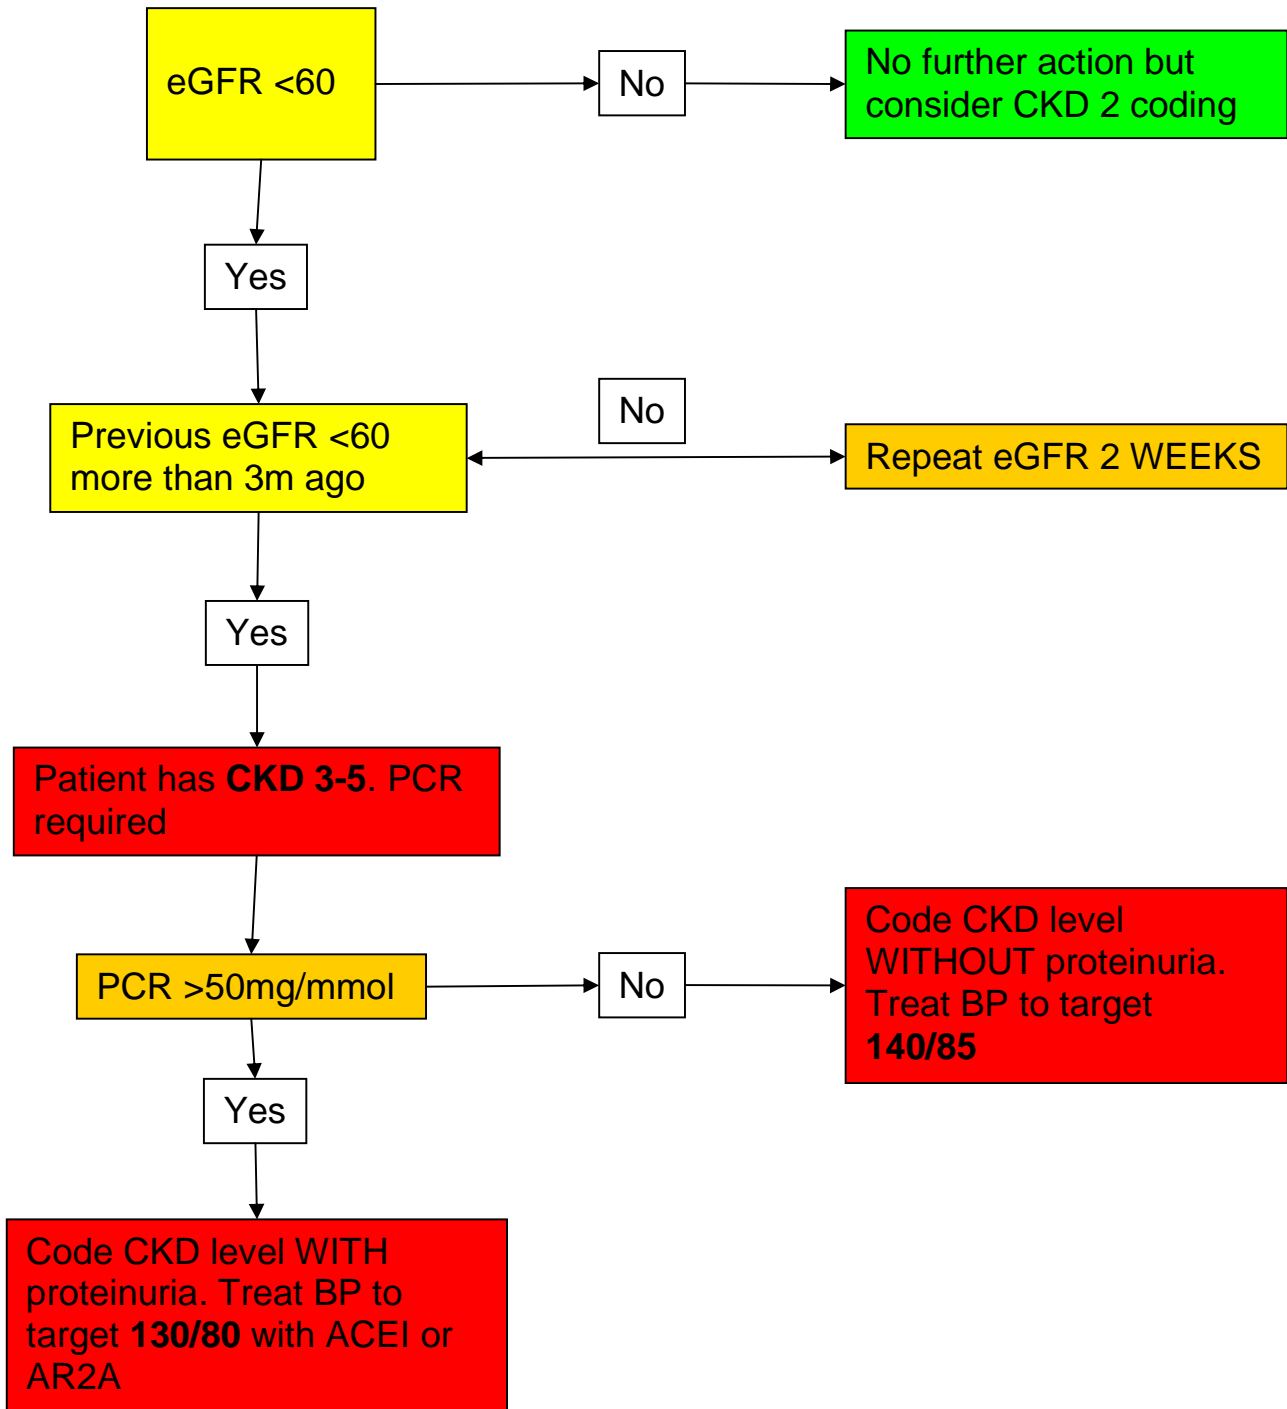 eGFR <60
No
No further action but
consider CKD 2 coding
Yes
Previous eGFR <60
more than 3m ago
No
Repeat eGFR 2 WEEKS
Yes
Patient has CKD 3-5. PCR
required
PCR >50mg/mmol
No
Code CKD level
WITHOUT proteinuria.
Treat BP to target
140/85
Yes
Code CKD level WITH
proteinuria. Treat BP to
target 130/80 with ACEI or
AR2A